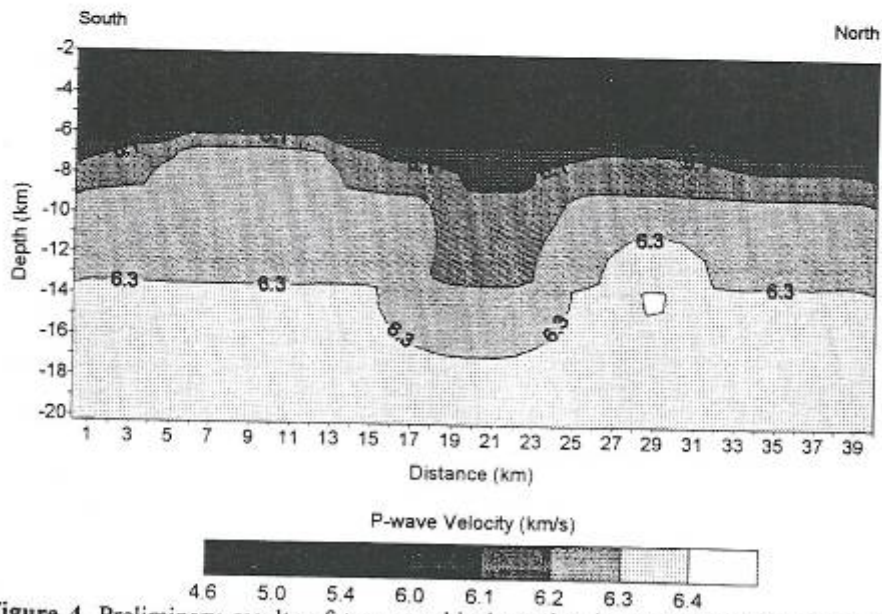 South
North
-2
-4
-6
-8
-10
-12
-14
-16
-18
-20
Depth (km)
6.3 6.3 6.3 6.3 6.3 6.3
1 3 5 7 9 11 13 15 17 19 21 23 25 27 29 31 33 35 37 39
Distance (km)
P-wave Velocity (km/s)
4.6 5.0 5.4 6.0 6.1 6.2 6.3 6.4
Figure 4. Preliminary results